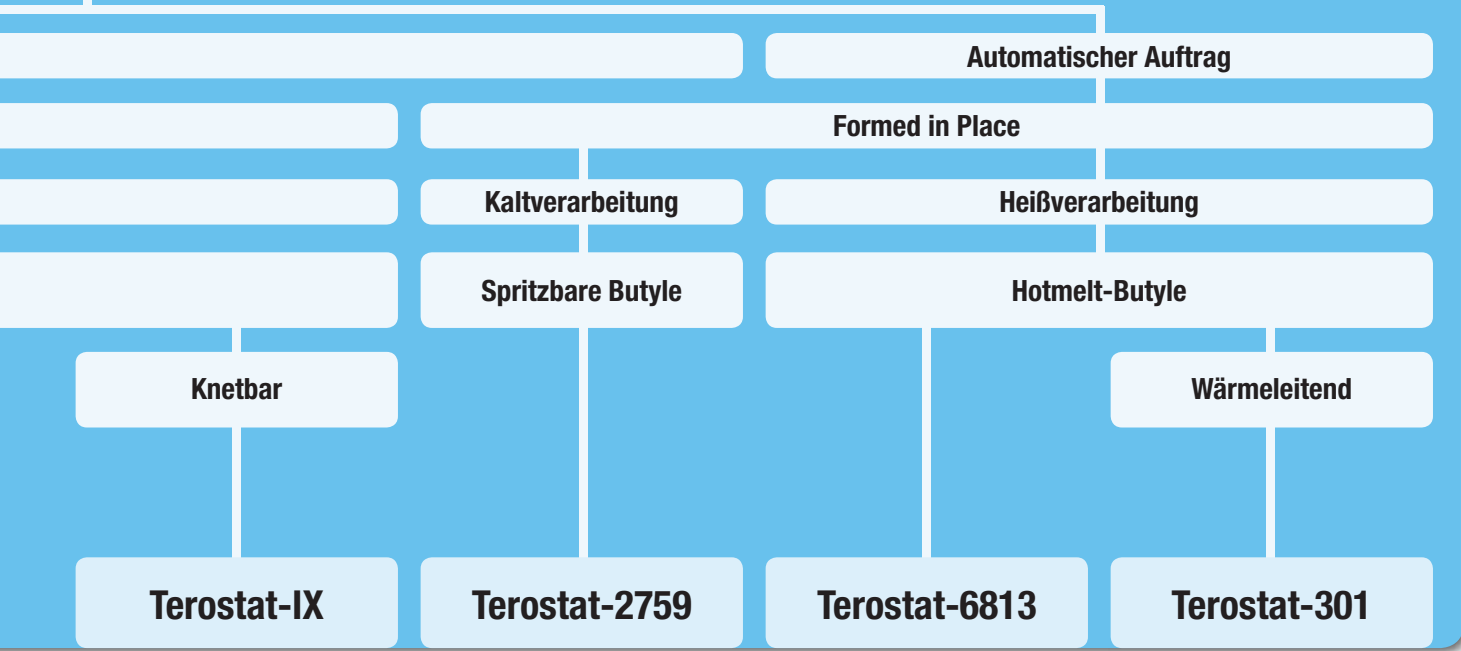 Automatischer Auftrag
Formed in Place
Kaltverarbeitung
Heißverarbeitung
Spritzbare Butyle
Hotmelt-Butyle
Knetbar
Wärmeleitend
Terostat-IX
Terostat-2759
Terostat-6813
Terostat-301